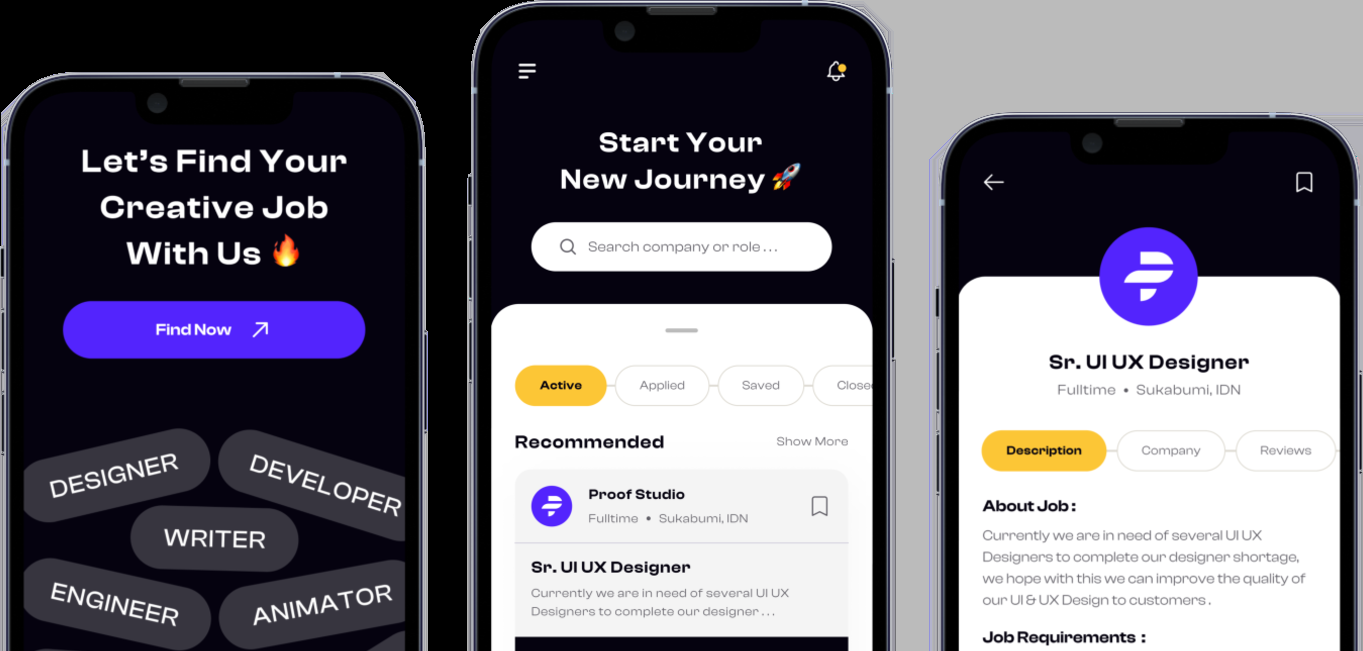 Let's Find Your
Creative Job
With Us 🔥
Find Now
DESIGNER
DEVELOPER
WRITER
ENGINEER
ANIMATOR
Start Your
New Journey 🚀
Search company or role . . .
Active
Applied
Saved
Close
Recommended
Show More
Proof Studio
Fulltime • Sukabumi, IDN
Sr. UI UX Designer
Currently we are in need of several UI UX
Designers to complete our designer . . .
Sr. UI UX Designer
Fulltime • Sukabumi, IDN
Description
Company
Reviews
About Job :
Currently we are in need of several UI UX
Designers to complete our designer shortage,
we hope with this we can improve the quality of
our UI & UX Design to customers .
Job Requirements :